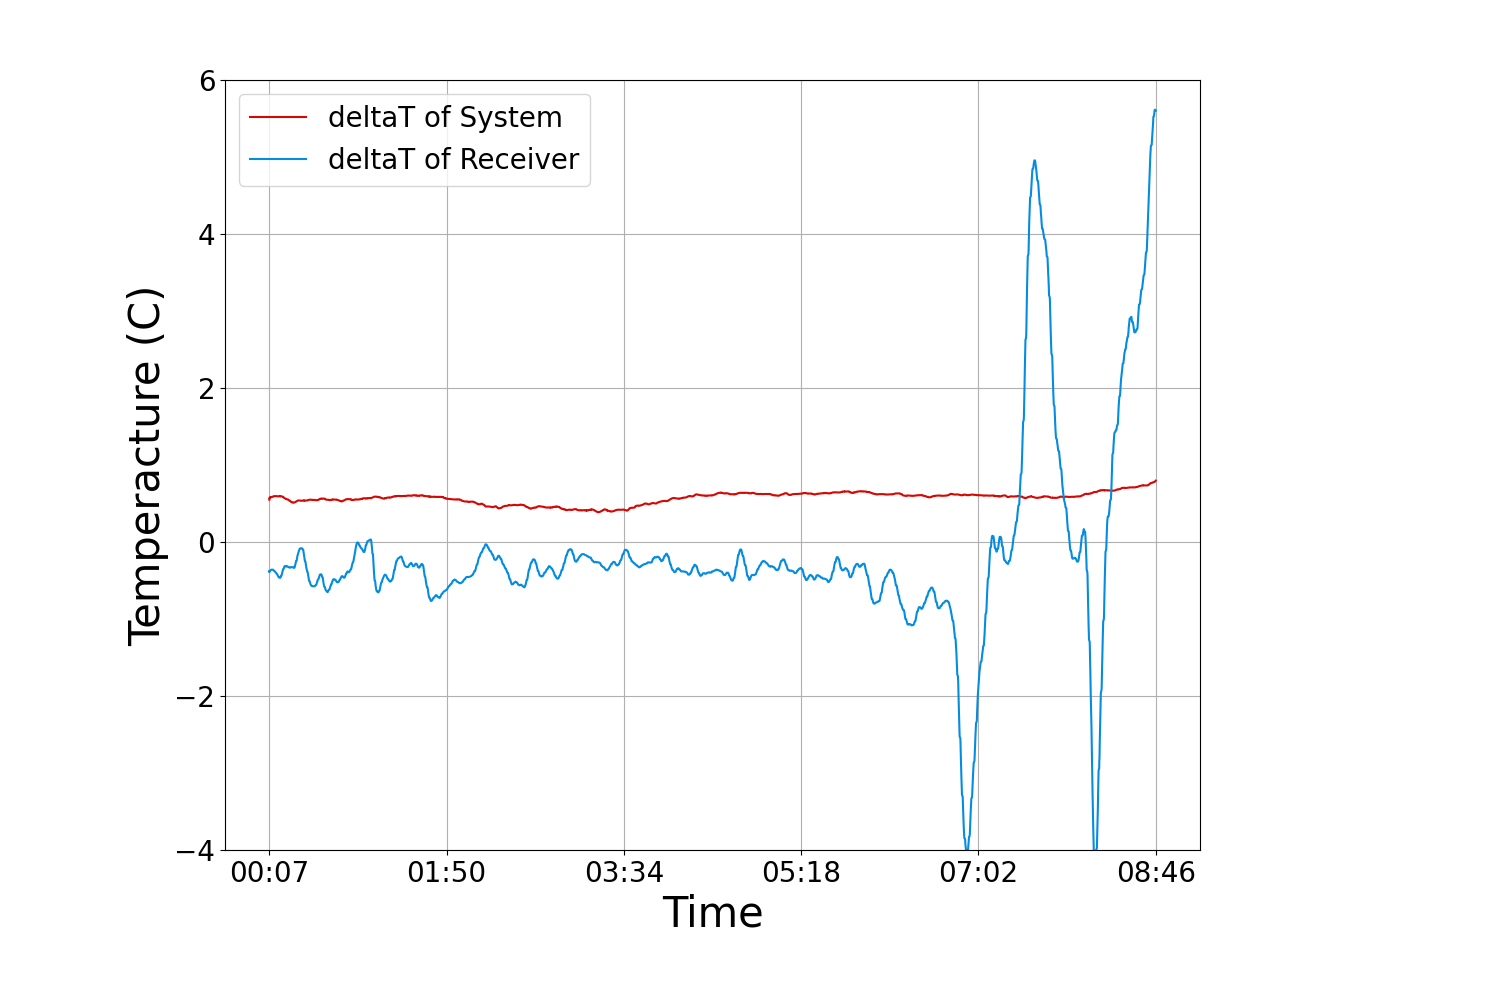 6
deltaT of System
deltaT of Receiver
4
2
0
−2
−4
Temperacture (C)
00:07 01:50 03:34 05:18 07:02 08:46
Time